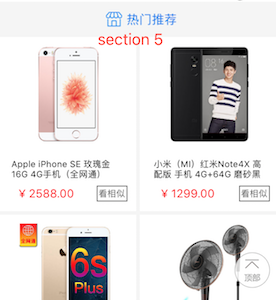 热门推荐
section 5
Apple iPhone SE 玫瑰金
16G 4G手机（全网通）
¥ 2588.00
看相似
小米（MI）红米Note4X 高
配版 手机 4G+64G 磨砂黑
¥ 1299.00
看相似
全网通
6s
Plus
顶部